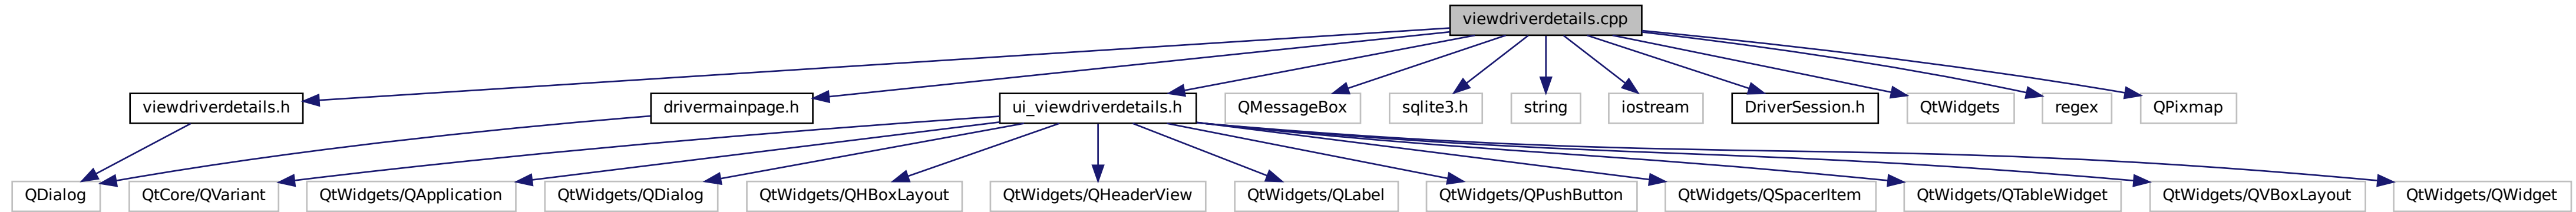 viewdriverdetails.cpp
viewdriverdetails.h
drivermainpage.h
ui_viewdriverdetails.h
QMessageBox
sqlite3.h
string
iostream
DriverSession.h
QtWidgets
regex
QPixmap
QDialog
QtCore/QVariant
QtWidgets/QApplication
QtWidgets/QDialog
QtWidgets/QHBoxLayout
QtWidgets/QHeaderView
QtWidgets/QLabel
QtWidgets/QPushButton
QtWidgets/QSpacerItem
QtWidgets/QTableWidget
QtWidgets/QVBoxLayout
QtWidgets/QWidget